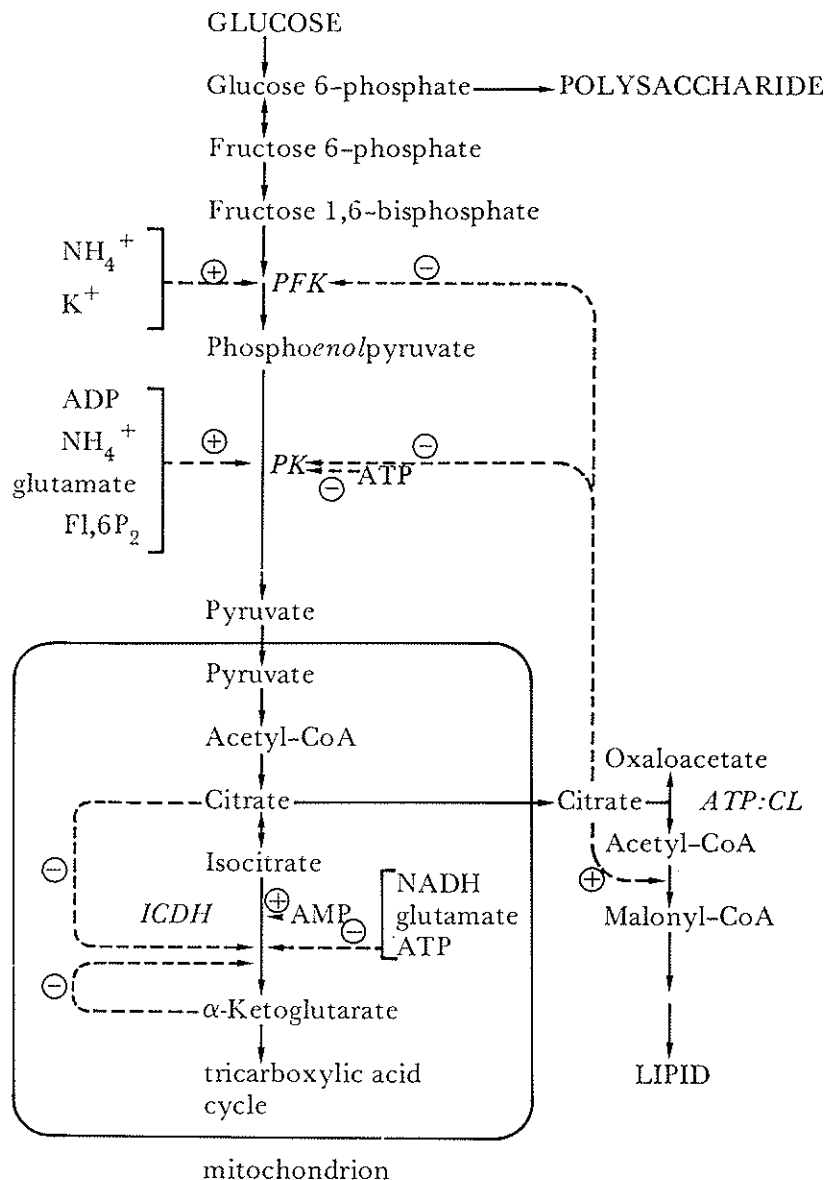 GLUCOSE
Glucose 6-phosphate
POLYSACCHARIDE
Fructose 6-phosphate
Fructose 1,6-bisphosphate
NH4+
K+
+
PFK
−
Phosphoenolpyruvate
ADP
NH4+
glutamate
Fl,6P2
+
PK
−
ATP
−
Pyruvate
Pyruvate
Acetyl-CoA
Oxaloacetate
Citrate
Citrate
ATP:CL
Acetyl-CoA
Isocitrate
−
+
NADH
glutamate
ATP
Malonyl-CoA
ICDH
+
AMP
−
−
α-Ketoglutarate
tricarboxylic acid
cycle
LIPID
mitochondrion